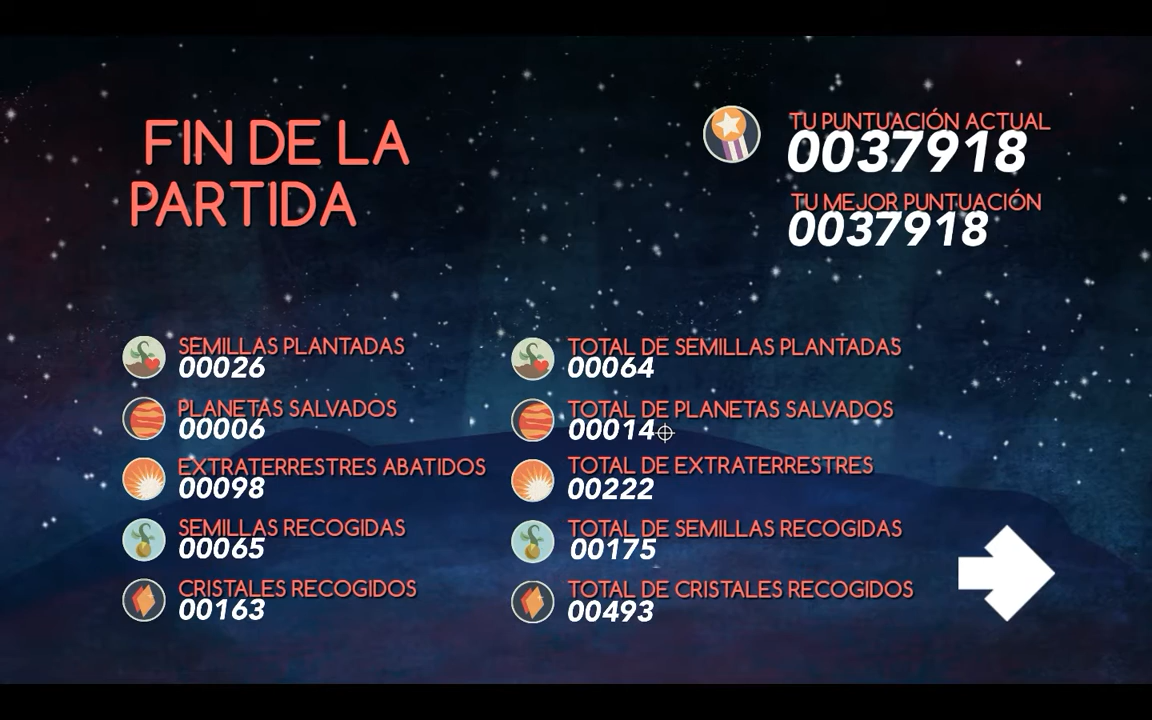 FIN DE LA
PARTIDA
TU PUNTUACIÓN ACTUAL
0037918
TU MEJOR PUNTUACIÓN
0037918
SEMILLAS PLANTADAS
00026
PLANETAS SALVADOS
00006
EXTRATERRESTRES ABATIDOS
00098
SEMILLAS RECOGIDAS
00065
CRISTALES RECOGIDOS
00163
TOTAL DE SEMILLAS PLANTADAS
00064
TOTAL DE PLANETAS SALVADOS
00014
TOTAL DE EXTRATERRESTRES
00222
TOTAL DE SEMILLAS RECOGIDAS
00175
TOTAL DE CRISTALES RECOGIDOS
00493